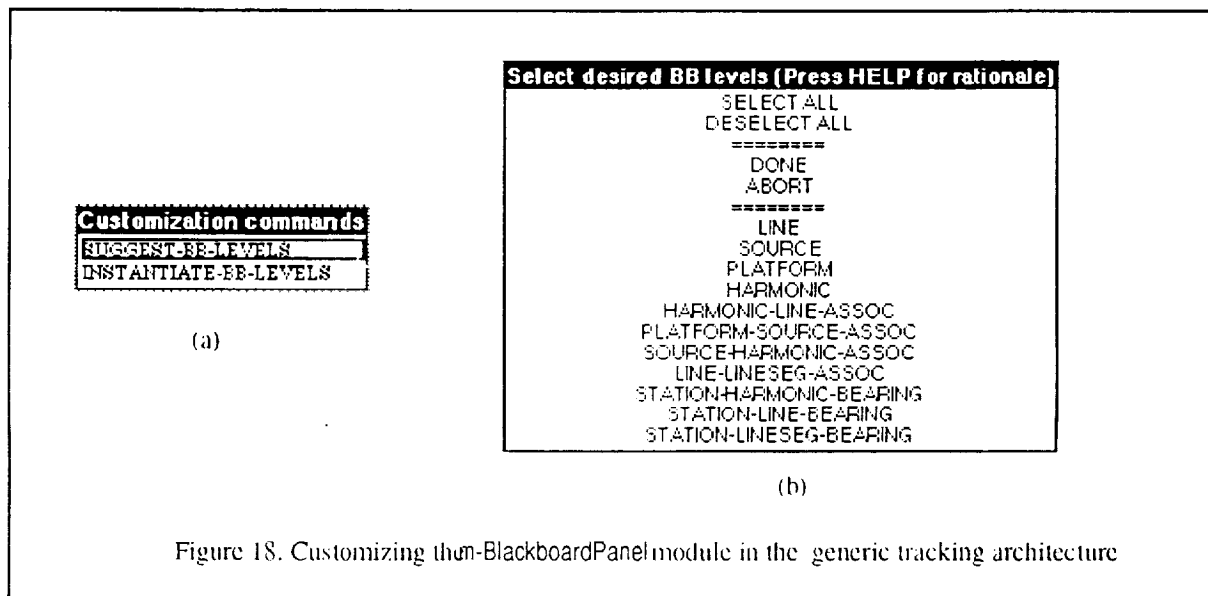 Customization commands
SUGGEST-BB-LEVELS
INSTANTIATE-BB-LEVELS
(a)
Select desired BB levels (Press HELP for rationale)
SELECT ALL
DESELECT ALL
========
DONE
ABORT
========
LINE
SOURCE
PLATFORM
HARMONIC
HARMONIC-LINE-ASSOC
PLATFORM-SOURCE-ASSOC
SOURCE-HARMONIC-ASSOC
LINE-LINESEG-ASSOC
STATION-HARMONIC-BEARING
STATION-LINE-BEARING
STATION-LINESEG-BEARING
(b)
Figure 18. Customizing the m-BlackboardPanel module in the generic tracking architecture